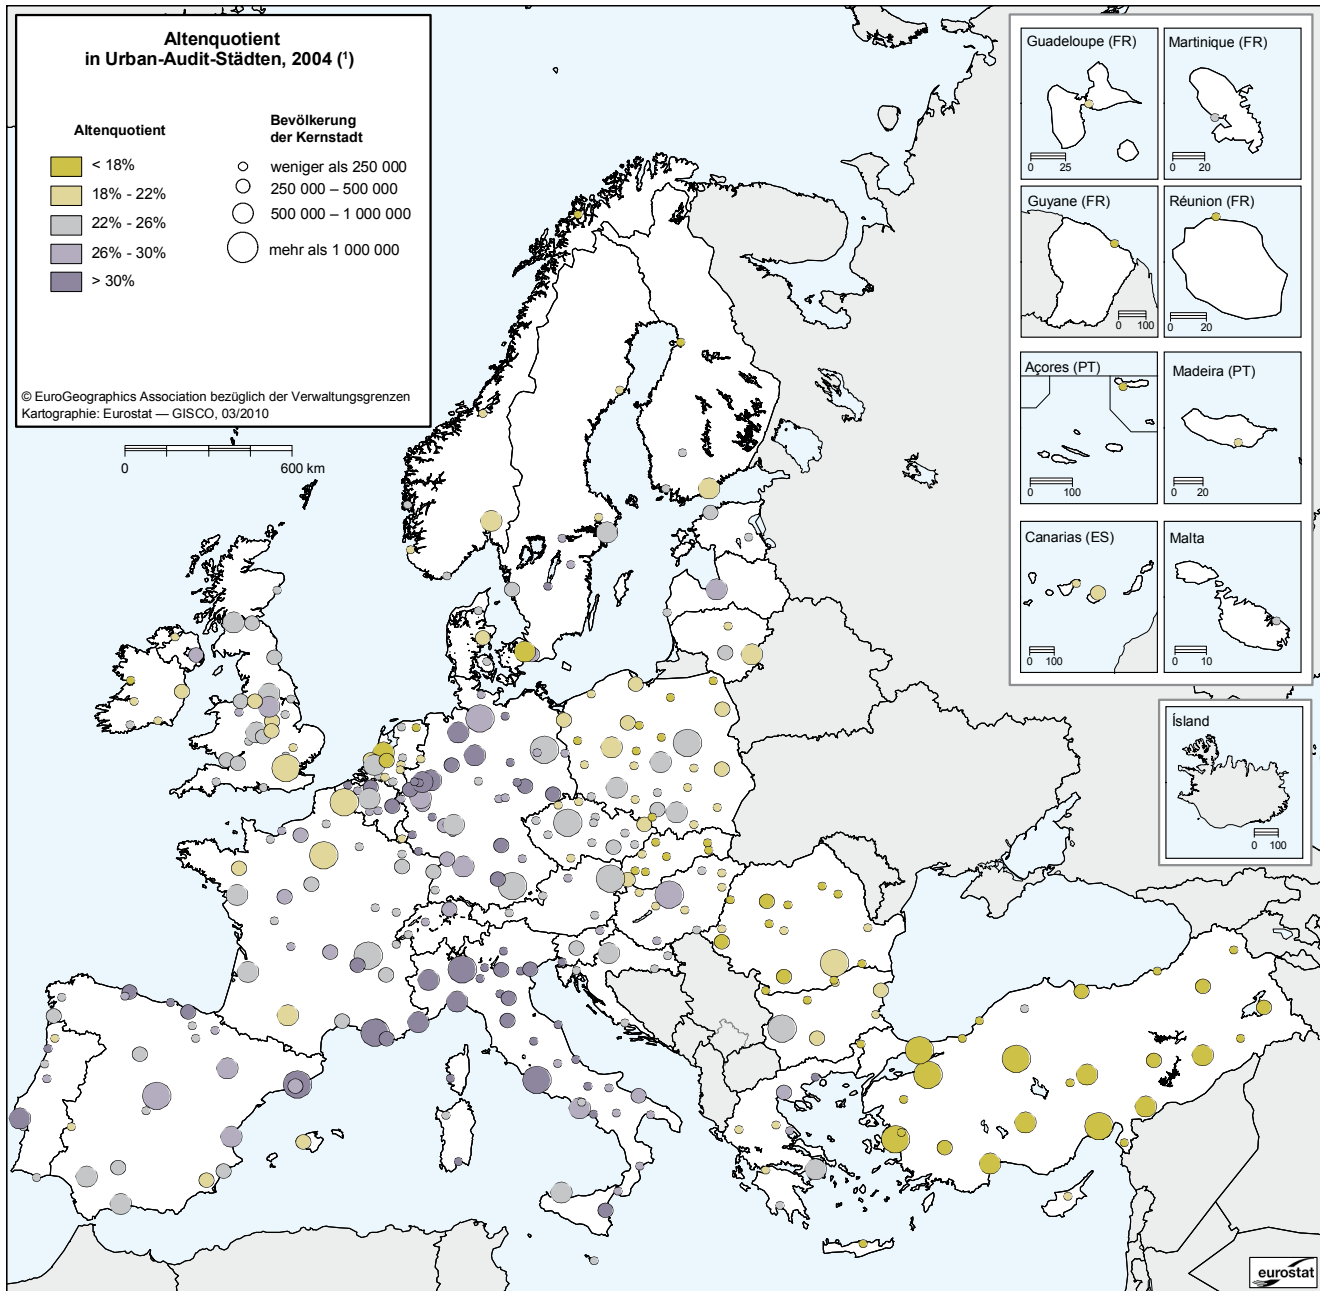 Altenquotient
in Urban-Audit-Städten, 2004 (¹)
Altenquotient
< 18%
18% - 22%
22% - 26%
26% - 30%
> 30%
Bevölkerung
der Kernstadt
weniger als 250 000
250 000 – 500 000
500 000 – 1 000 000
mehr als 1 000 000
© EuroGeographics Association bezüglich der Verwaltungsgrenzen
Kartographie: Eurostat — GISCO, 03/2010
0 600 km
Guadeloupe (FR)
0 25
Martinique (FR)
0 20
Guyane (FR)
0 100
Réunion (FR)
0 20
Açores (PT)
0 100
Madeira (PT)
0 20
Canarias (ES)
0 100
Malta
0 10
Ísland
0 100
eurostat